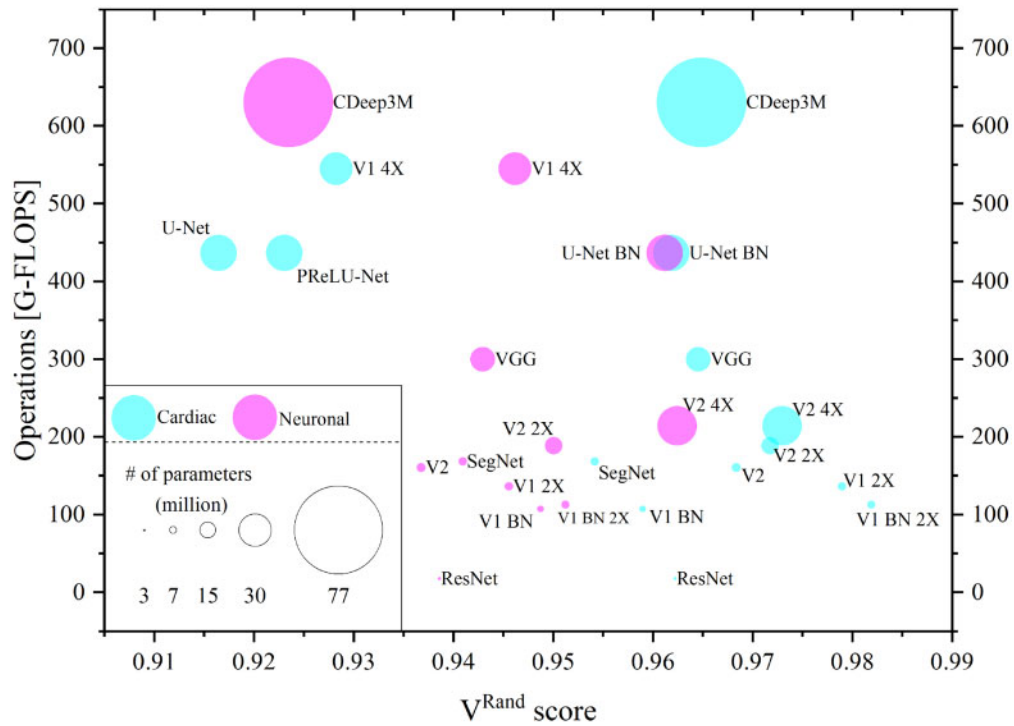 700
600
500
400
300
200
100
0
Operations [G-FLOPS]
700
600
500
400
300
200
100
0
CDeep3M
CDeep3M
V1 4X
V1 4X
U-Net
PReLU-Net
U-Net BN
U-Net BN
VGG
VGG
V2 4X
V2 4X
V2 2X
V2 2X
V2
SegNet
SegNet
V2
V1 2X
V1 2X
V1 BN
V1 BN 2X
V1 BN
V1 BN 2X
ResNet
ResNet
Cardiac
Neuronal
# of parameters
(million)
3 7 15 30 77
0.91 0.92 0.93 0.94 0.95 0.96 0.97 0.98 0.99
V^Rand score